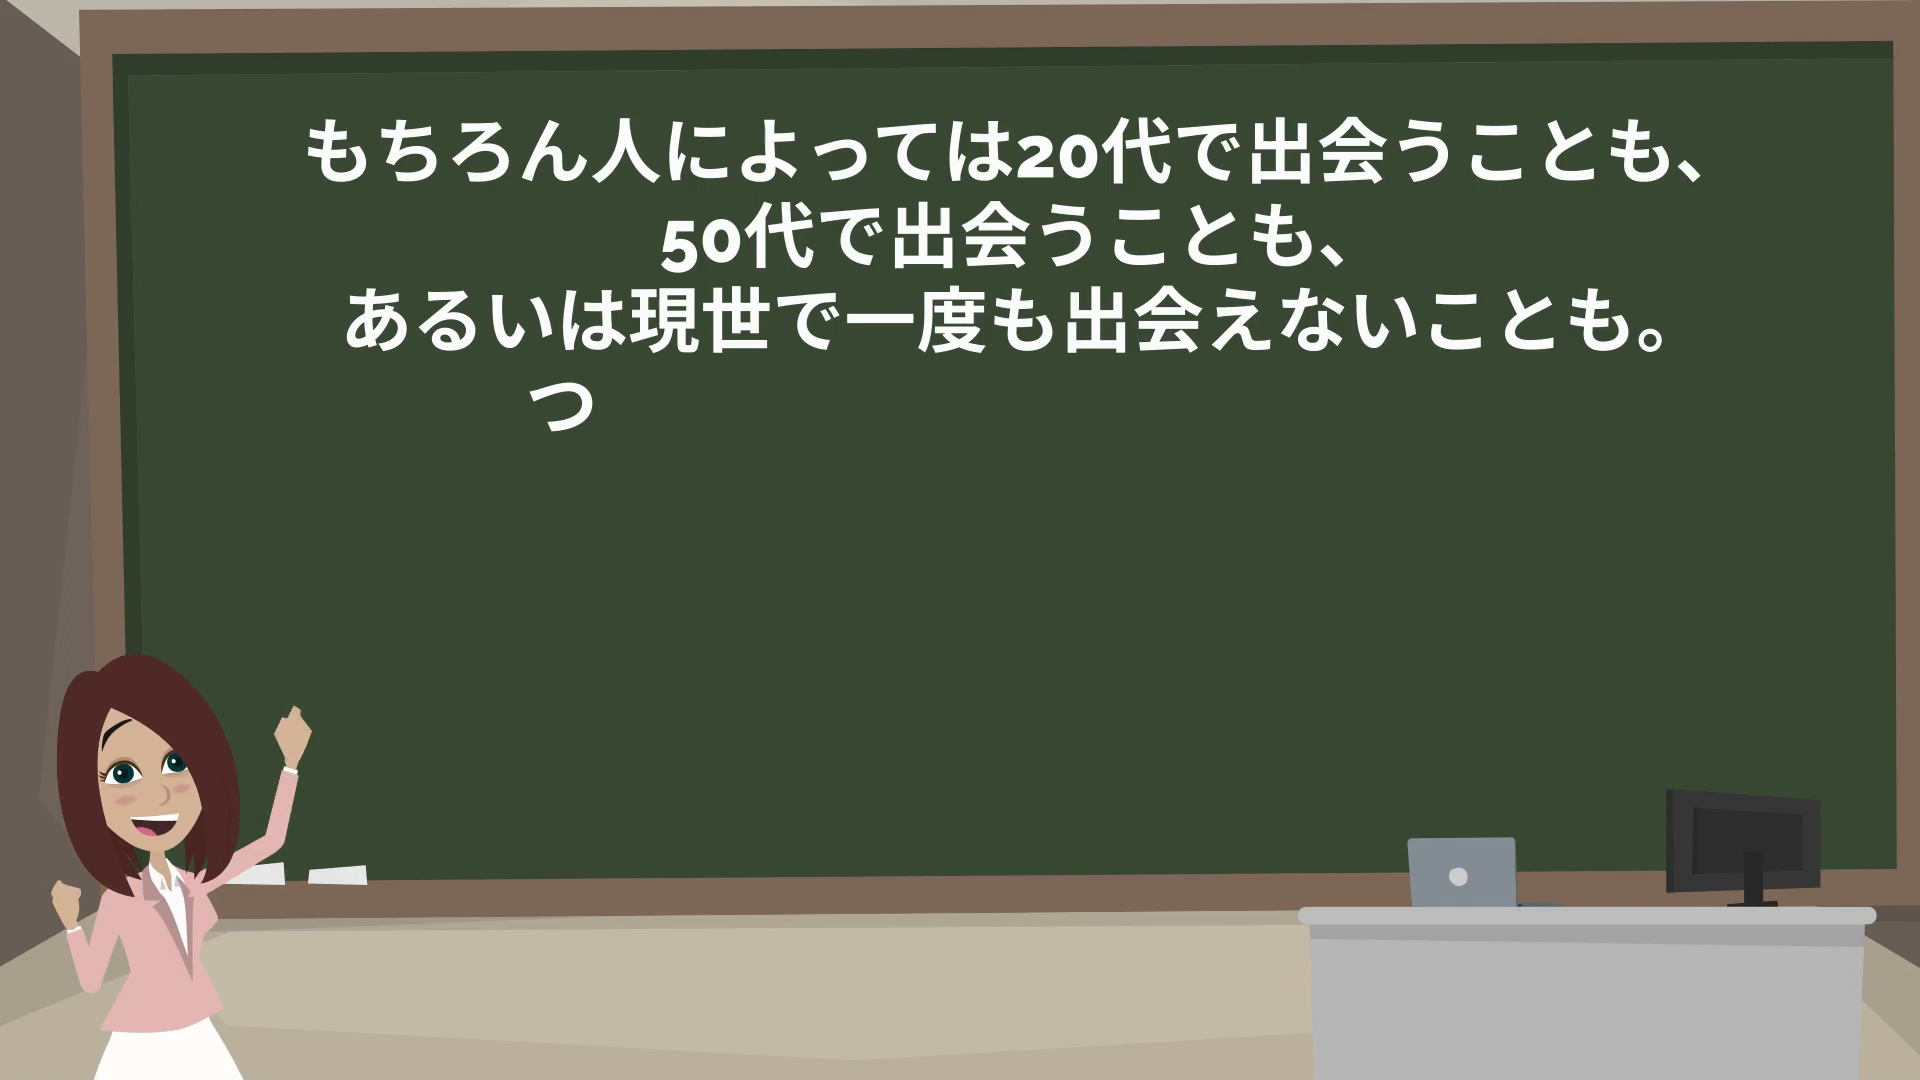 もちろん人によっては20代で出会うことも、
50代で出会うことも、
あるいは現世で一度も出会えないことも。
つ